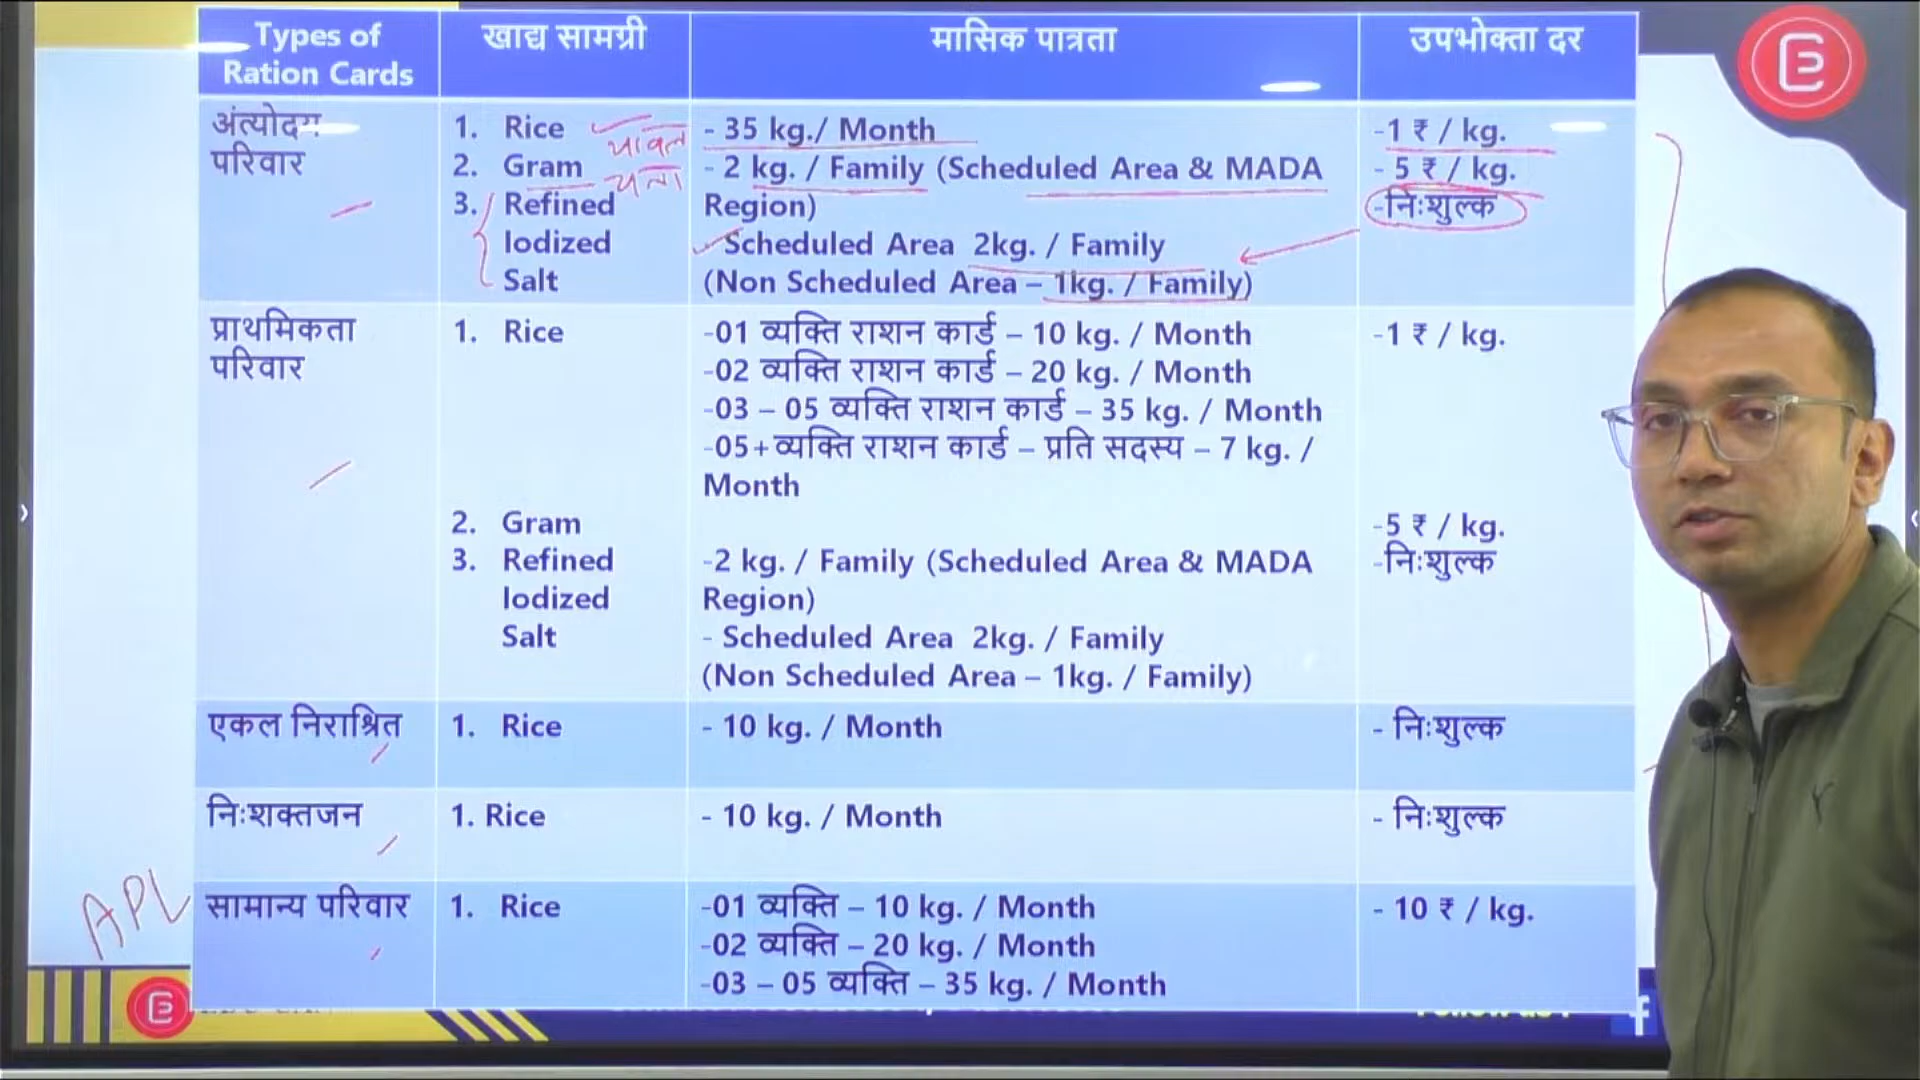 Types of
Ration Cards
खाद्य सामग्री
मासिक पात्रता
उपभोक्ता दर
अंत्योदय
परिवार
1. Rice
चावल
2. Gram
चना
3. Refined
Iodized
Salt
- 35 kg./ Month
- 2 kg. / Family (Scheduled Area & MADA
Region)
Scheduled Area 2kg. / Family
(Non Scheduled Area – 1kg. / Family)
-1 ₹ / kg.
- 5 ₹ / kg.
-निःशुल्क
प्राथमिकता
परिवार
1. Rice
2. Gram
3. Refined
Iodized
Salt
-01 व्यक्ति राशन कार्ड – 10 kg. / Month
-02 व्यक्ति राशन कार्ड – 20 kg. / Month
-03 – 05 व्यक्ति राशन कार्ड – 35 kg. / Month
-05+व्यक्ति राशन कार्ड – प्रति सदस्य – 7 kg. /
Month
-2 kg. / Family (Scheduled Area & MADA
Region)
- Scheduled Area 2kg. / Family
(Non Scheduled Area – 1kg. / Family)
-1 ₹ / kg.
-5 ₹ / kg.
-निःशुल्क
एकल निराश्रित
1. Rice
- 10 kg. / Month
- निःशुल्क
निःशक्तजन
1. Rice
- 10 kg. / Month
- निःशुल्क
APL
सामान्य परिवार
1. Rice
-01 व्यक्ति – 10 kg. / Month
-02 व्यक्ति – 20 kg. / Month
-03 – 05 व्यक्ति – 35 kg. / Month
- 10 ₹ / kg.